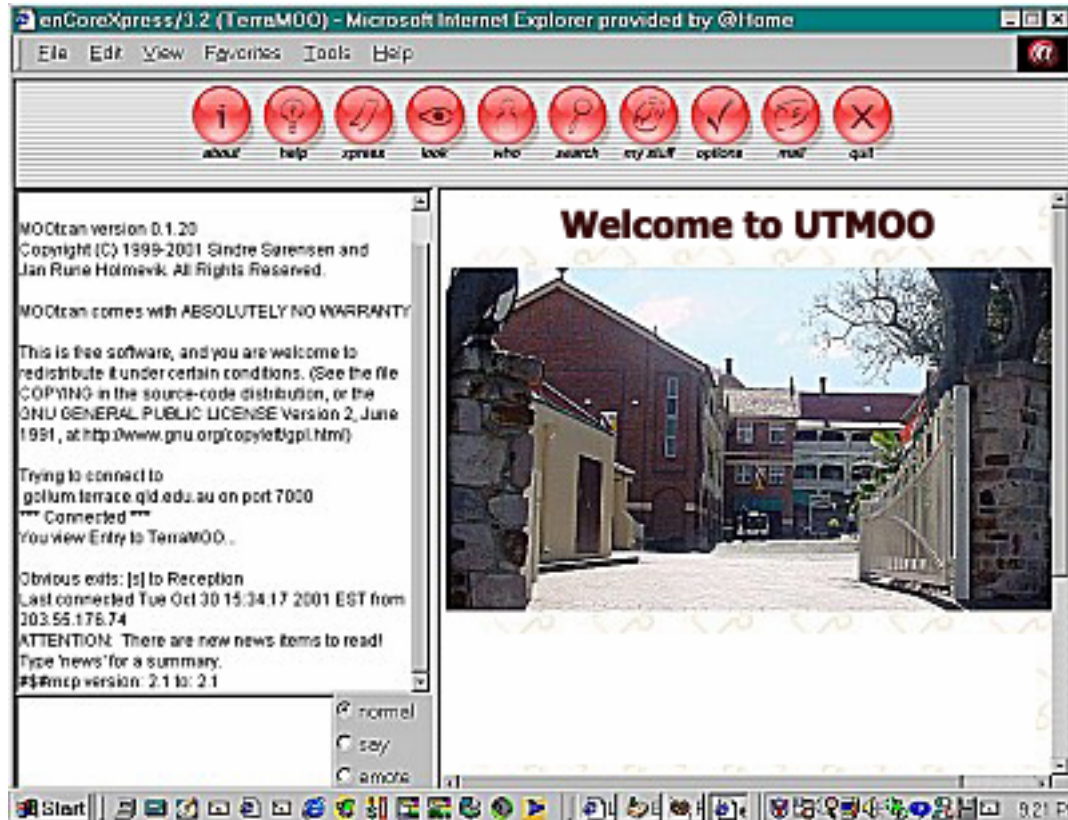 enCoreXpress/3.2 (TerraMOO) - Microsoft Internet Explorer provided by @Home
File Edit View Favorites Tools Help
about help xpress look who search my stuff options mail quit
Welcome to UTMOO
MOOtcan version 0.1.20
Copyright (C) 1999-2001 Sindre Sørensen and
Jan Rune Holmevik. All Rights Reserved.
MOOtcan comes with ABSOLUTELY NO WARRANTY
This is free software, and you are welcome to
redistribute it under certain conditions. (See the file
COPYING in the source-code distribution, or the
GNU GENERAL PUBLIC LICENSE Version 2, June
1991, at http://www.gnu.org/copyleft/gpl.html)
Trying to connect to
gollum.terrace.qld.edu.au on port 7000
*** Connected ***
You view Entry to TerraMOO...
Obvious exits: [s] to Reception
Last connected Tue Oct 30 15:34:17 2001 EST from
203.55.176.74
ATTENTION: There are new news items to read!
Type 'news' for a summary.
#$#mcp version: 2.1 to: 2.1
normal
say
emote
Start
9:21 P